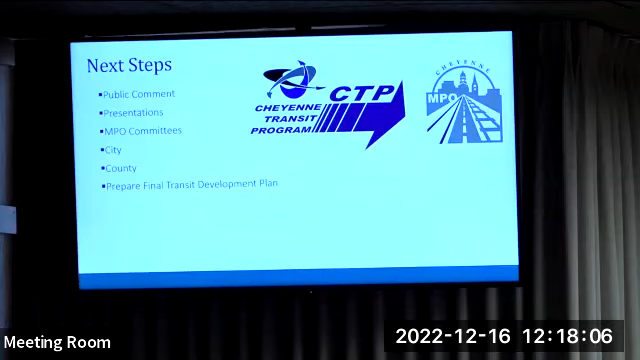 Next Steps
▪Public Comment
▪Presentations
▪MPO Committees
▪City
▪County
▪Prepare Final Transit Development Plan
CTP
CHEYENNE
TRANSIT
PROGRAM
CHEYENNE
MPO
Meeting Room
2022-12-16 12:18:06